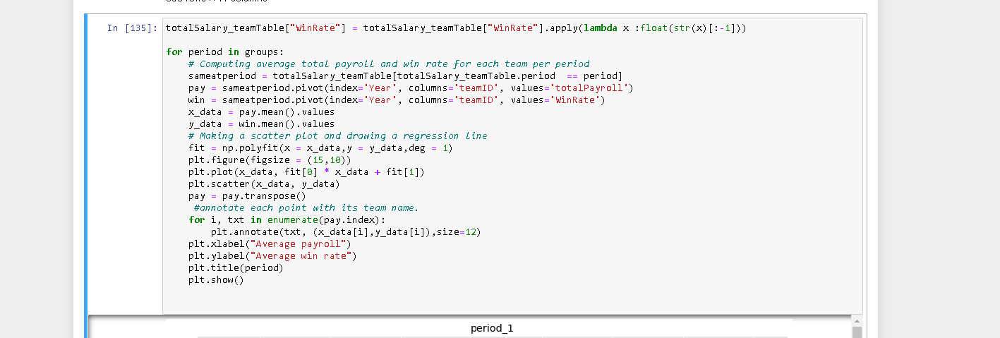 In [135]: totalSalary_teamTable["WinRate"] = totalSalary_teamTable["WinRate"].apply(lambda x :float(str(x)[:-1]))
for period in groups:
# Computing average total payroll and win rate for each team per period
sameatperiod = totalSalary_teamTable[totalSalary_teamTable.period  == period]
pay = sameatperiod.pivot(index='Year', columns='teamID', values='totalPayroll')
win = sameatperiod.pivot(index='Year', columns='teamID', values='WinRate')
x_data = pay.mean().values
y_data = win.mean().values
# Making a scatter plot and drawing a regression line
fit = np.polyfit(x = x_data,y = y_data,deg = 1)
plt.figure(figsize = (15,10))
plt.plot(x_data, fit[0] * x_data + fit[1])
plt.scatter(x_data, y_data)
pay = pay.transpose()
#annotate each point with its team name.
for i, txt in enumerate(pay.index):
plt.annotate(txt, (x_data[i],y_data[i]),size=12)
plt.xlabel("Average payroll")
plt.ylabel("Average win rate")
plt.title(period)
plt.show()
period_1